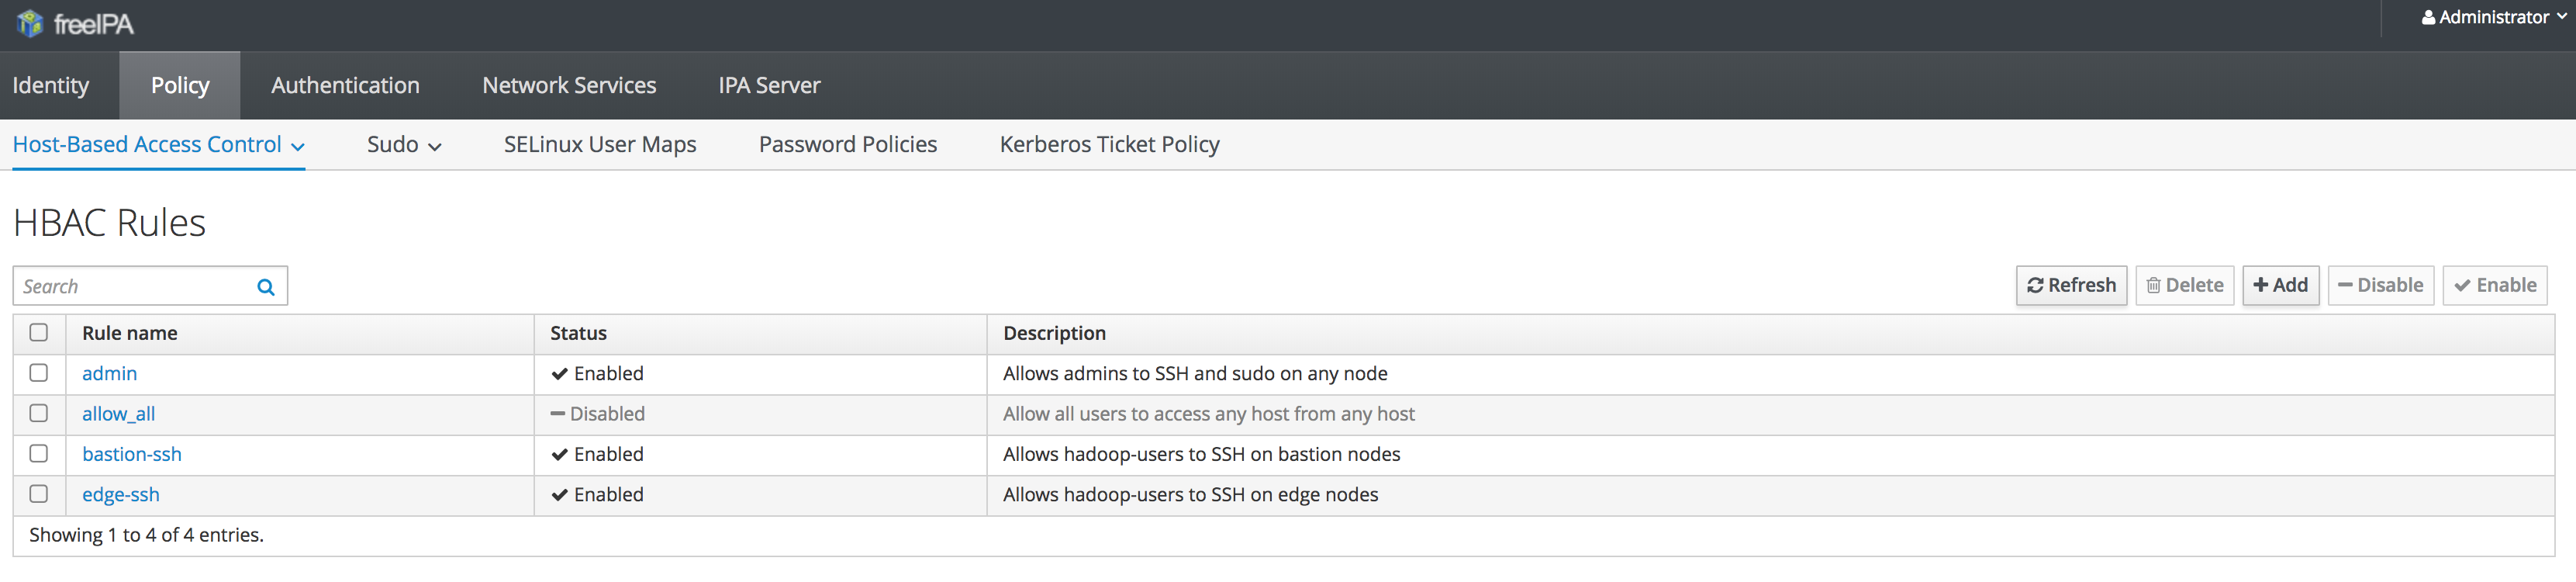 freeIPA
Administrator
Identity Policy Authentication Network Services IPA Server
Host-Based Access Control Sudo SELinux User Maps Password Policies Kerberos Ticket Policy
HBAC Rules
Search Refresh Delete Add Disable Enable
Rule name Status Description
admin Enabled Allows admins to SSH and sudo on any node
allow_all Disabled Allow all users to access any host from any host
bastion-ssh Enabled Allows hadoop-users to SSH on bastion nodes
edge-ssh Enabled Allows hadoop-users to SSH on edge nodes
Showing 1 to 4 of 4 entries.